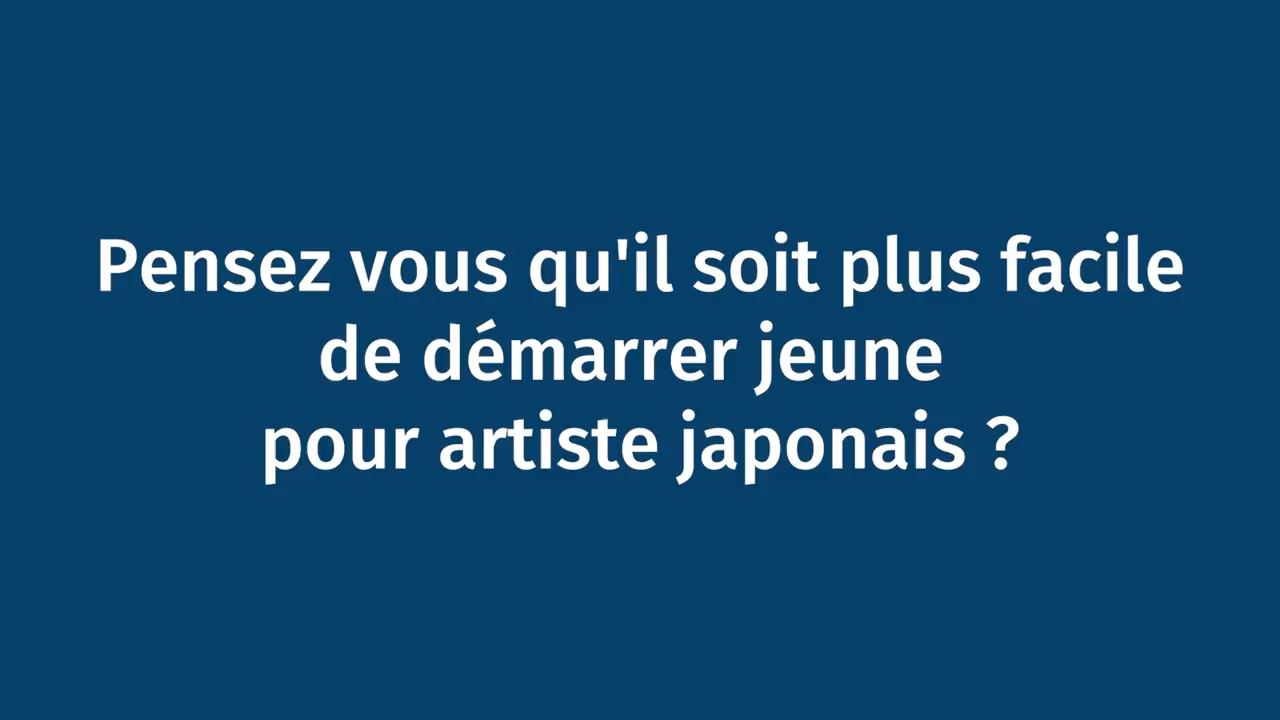 Pensez vous qu'il soit plus facile
de démarrer jeune
pour artiste japonais ?